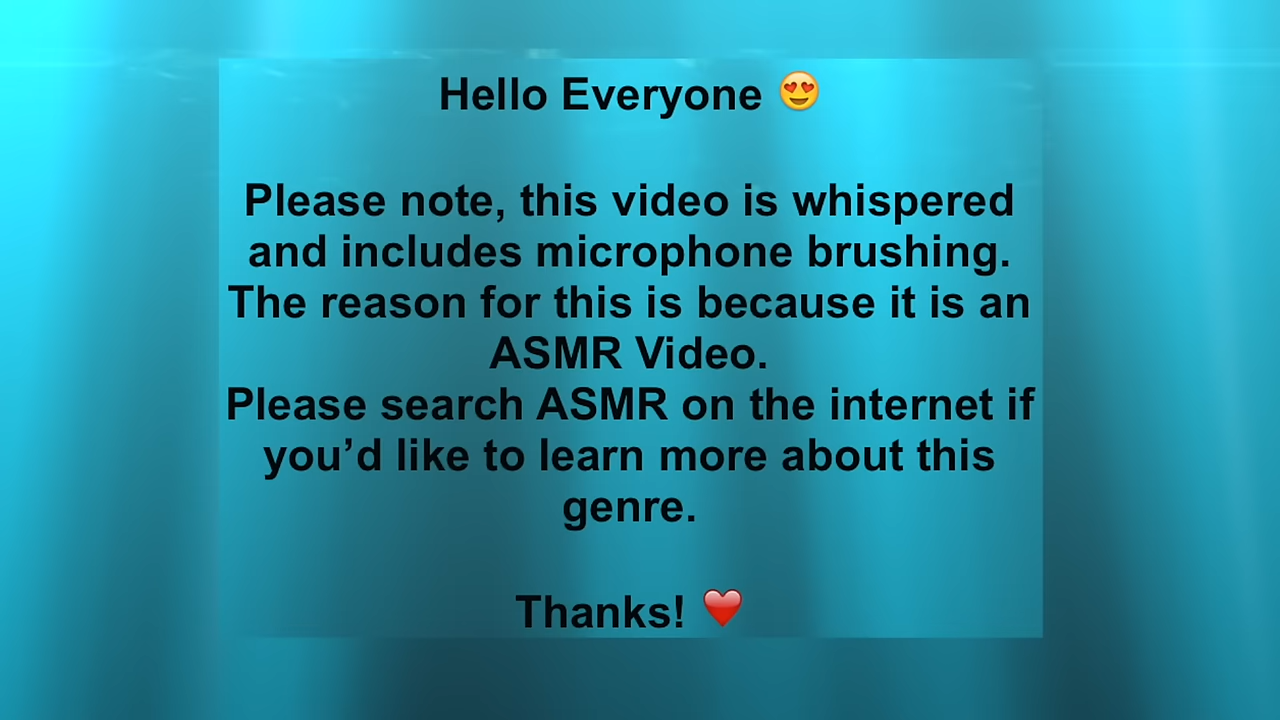 Hello Everyone 😍
Please note, this video is whispered
and includes microphone brushing.
The reason for this is because it is an
ASMR Video.
Please search ASMR on the internet if
you’d like to learn more about this
genre.
Thanks! ❤️